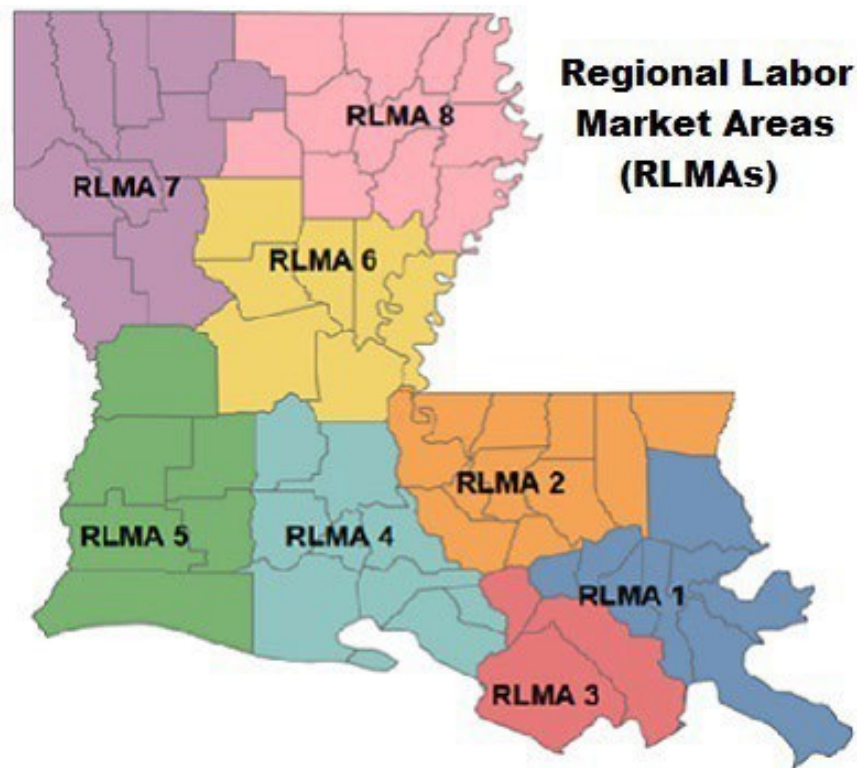 Regional Labor
Market Areas
(RLMAs)
RLMA 8
RLMA 7
RLMA 6
RLMA 2
RLMA 5
RLMA 4
RLMA 1
RLMA 3